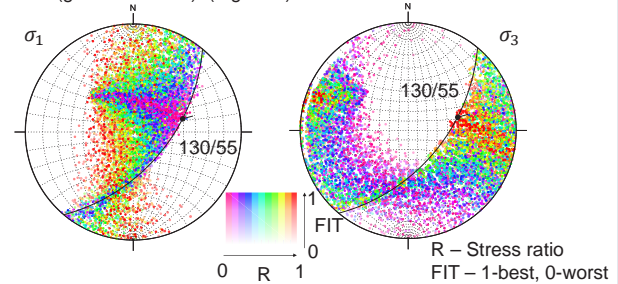 N
N
σ1
σ3
130/55
130/55
1
FIT
0
0 R 1
R – Stress ratio
FIT – 1-best, 0-worst